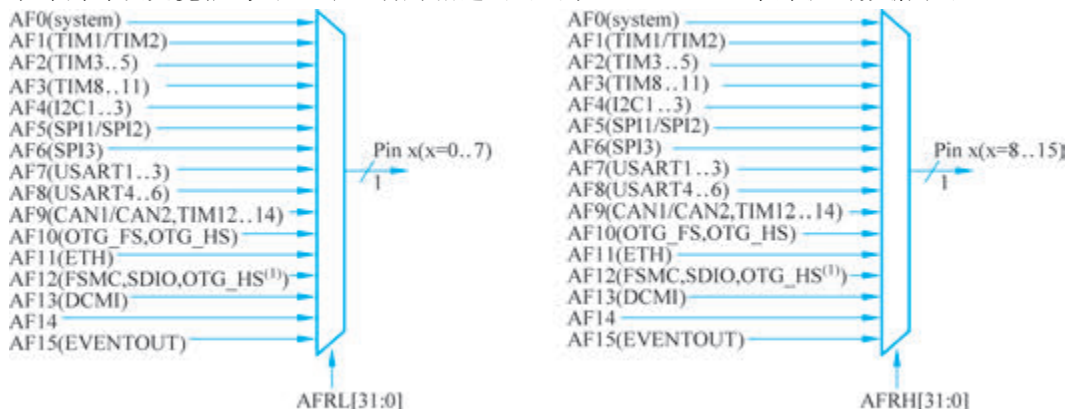 AF0(system)
AF1(TIM1/TIM2)
AF2(TIM3..5)
AF3(TIM8..11)
AF4(I2C1..3)
AF5(SPI1/SPI2)
AF6(SPI3)
AF7(USART1..3)
AF8(USART4..6)
AF9(CAN1/CAN2,TIM12..14)
AF10(OTG_FS,OTG_HS)
AF11(ETH)
AF12(FSMC,SDIO,OTG_HS(1))
AF13(DCMI)
AF14
AF15(EVENTOUT)
Pin x(x=0..7)
1
AFRL[31:0]
AF0(system)
AF1(TIM1/TIM2)
AF2(TIM3..5)
AF3(TIM8..11)
AF4(I2C1..3)
AF5(SPI1/SPI2)
AF6(SPI3)
AF7(USART1..3)
AF8(USART4..6)
AF9(CAN1/CAN2,TIM12..14)
AF10(OTG_FS,OTG_HS)
AF11(ETH)
AF12(FSMC,SDIO,OTG_HS(1))
AF13(DCMI)
AF14
AF15(EVENTOUT)
Pin x(x=8..15)
1
AFRH[31:0]